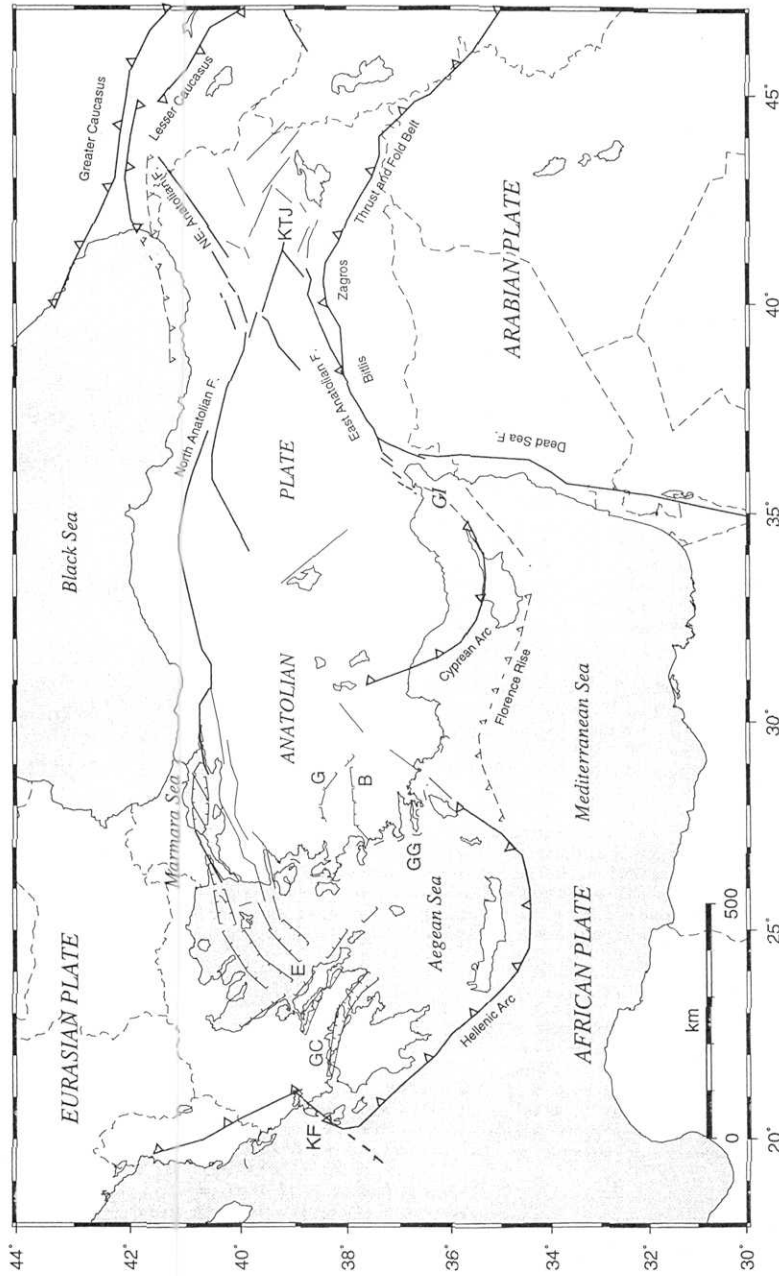 44°
42°
40°
38°
36°
34°
32°
30°
20°
25°
30°
35°
40°
45°
EURASIAN PLATE
Black Sea
Greater Caucasus
Lesser Caucasus
NE. Anatolian F.
Marmara Sea
North Anatolian F.
KTJ
ANATOLIAN
PLATE
East Anatolian F.
Bitlis
Zagros
Thrust and Fold Belt
E
G
B
GG
GC
KF
Aegean Sea
Hellenic Arc
Cyprean Arc
Florence Rise
GI
Dead Sea F.
ARABIAN PLATE
Mediterranean Sea
AFRICAN PLATE
km
0
500